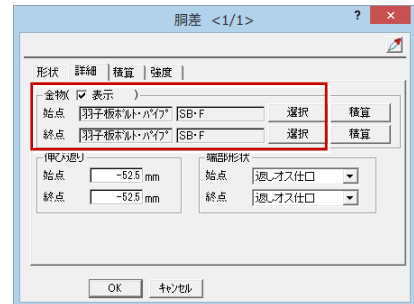 胴差 <1/1>
? ×
形状 詳細 積算 強度
金物( 表示 )
始点 羽子板ボルト・パイプ SB・F 選択 積算
終点 羽子板ボルト・パイプ SB・F 選択 積算
伸び返り 端部形状
始点 -52.5 mm 始点 返しオス仕口
終点 -52.5 mm 終点 返しオス仕口
OK キャンセル